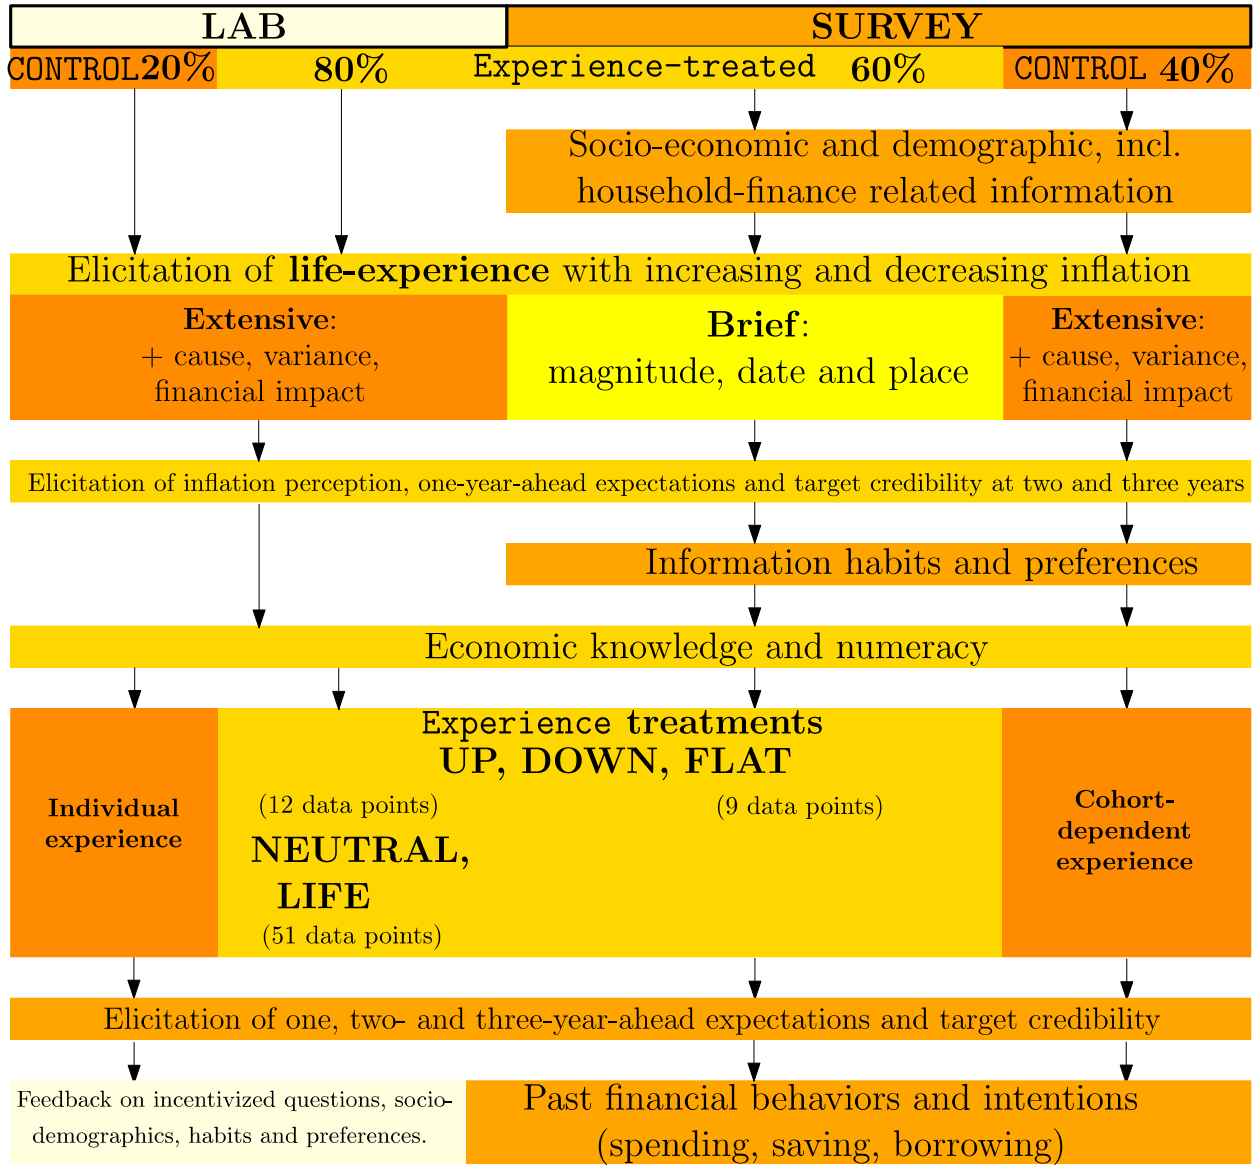 LAB SURVEY
CONTROL 20% 80% Experience-treated 60% CONTROL 40%
Socio-economic and demographic, incl.
household-finance related information
Elicitation of life-experience with increasing and decreasing inflation
Extensive:
+ cause, variance,
financial impact
Brief:
magnitude, date and place
Extensive:
+ cause, variance,
financial impact
Elicitation of inflation perception, one-year-ahead expectations and target credibility at two and three years
Information habits and preferences
Economic knowledge and numeracy
Individual
experience
Experience treatments
UP, DOWN, FLAT
(12 data points) (9 data points)
NEUTRAL,
LIFE
(51 data points)
Cohort-
dependent
experience
Elicitation of one, two- and three-year-ahead expectations and target credibility
Feedback on incentivized questions, socio-
demographics, habits and preferences.
Past financial behaviors and intentions
(spending, saving, borrowing)